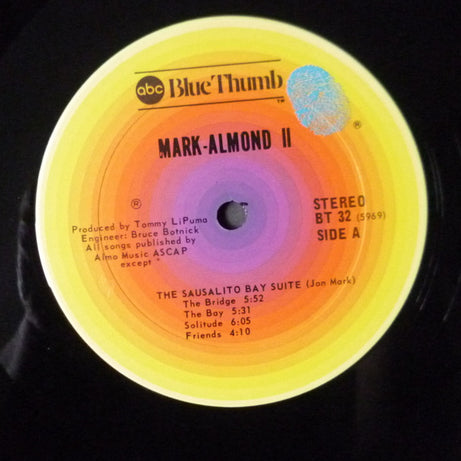 abc Blue Thumb ™
®
MARK-ALMOND II
®
STEREO
BT 32 (5969)
SIDE A
Produced by Tommy LiPuma
Engineer: Bruce Botnick
All songs published by
Almo Music ASCAP
except *
THE SAUSALITO BAY SUITE (Jon Mark)
The Bridge 5:52
The Bay 5:31
Solitude 6:05
Friends 4:10